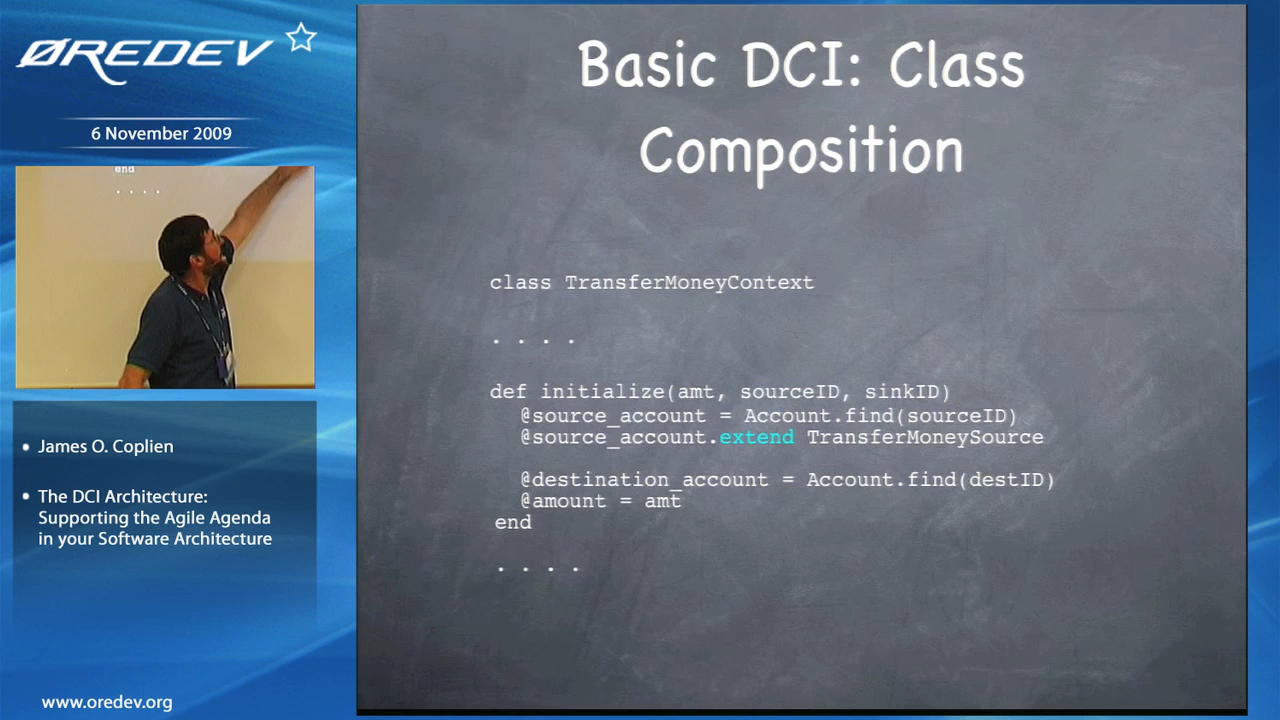 ØREDEV
6 November 2009
end
. . . .
James O. Coplien
The DCI Architecture:
Supporting the Agile Agenda
in your Software Architecture
www.oredev.org
Basic DCI: Class
Composition
class TransferMoneyContext
. . . .
def initialize(amt, sourceID, sinkID)
@source_account = Account.find(sourceID)
@source_account.extend TransferMoneySource
@destination_account = Account.find(destID)
@amount = amt
end
. . . .